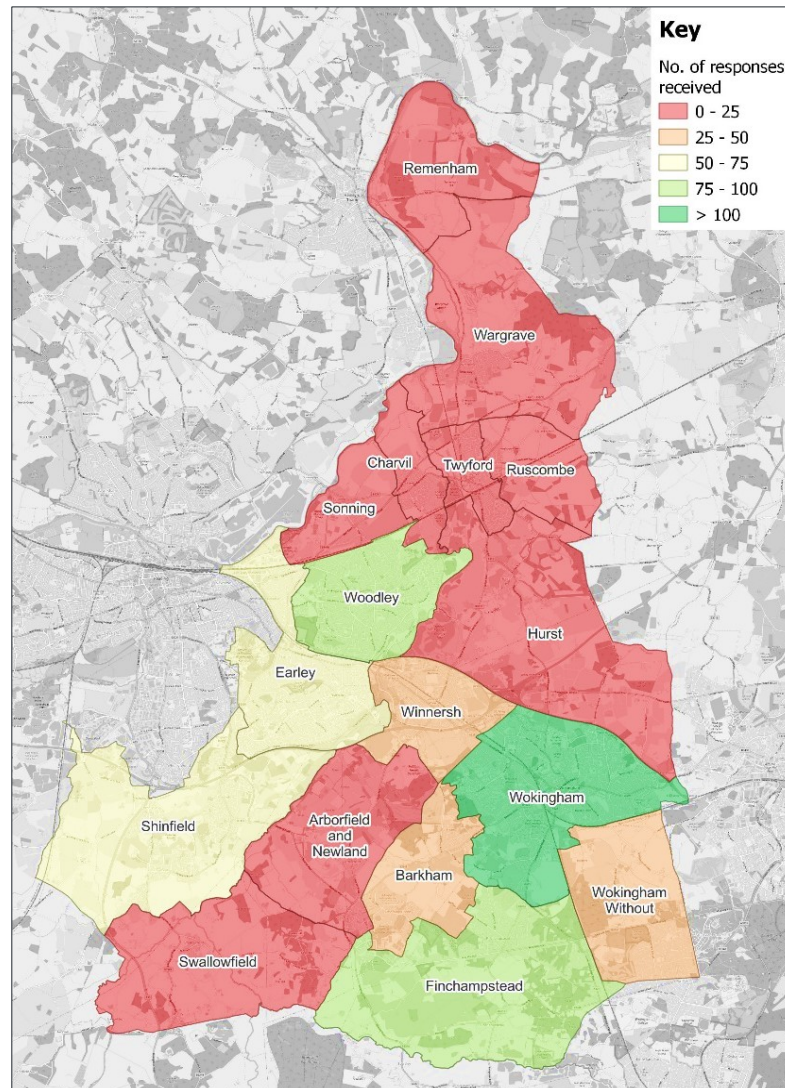 Key
No. of responses
received
0 - 25
25 - 50
50 - 75
75 - 100
> 100
Remenham
Wargrave
Charvil
Twyford
Ruscombe
Sonning
Woodley
Hurst
Earley
Winnersh
Wokingham
Shinfield
Arborfield
and
Newland
Barkham
Wokingham
Without
Swallowfield
Finchampstead